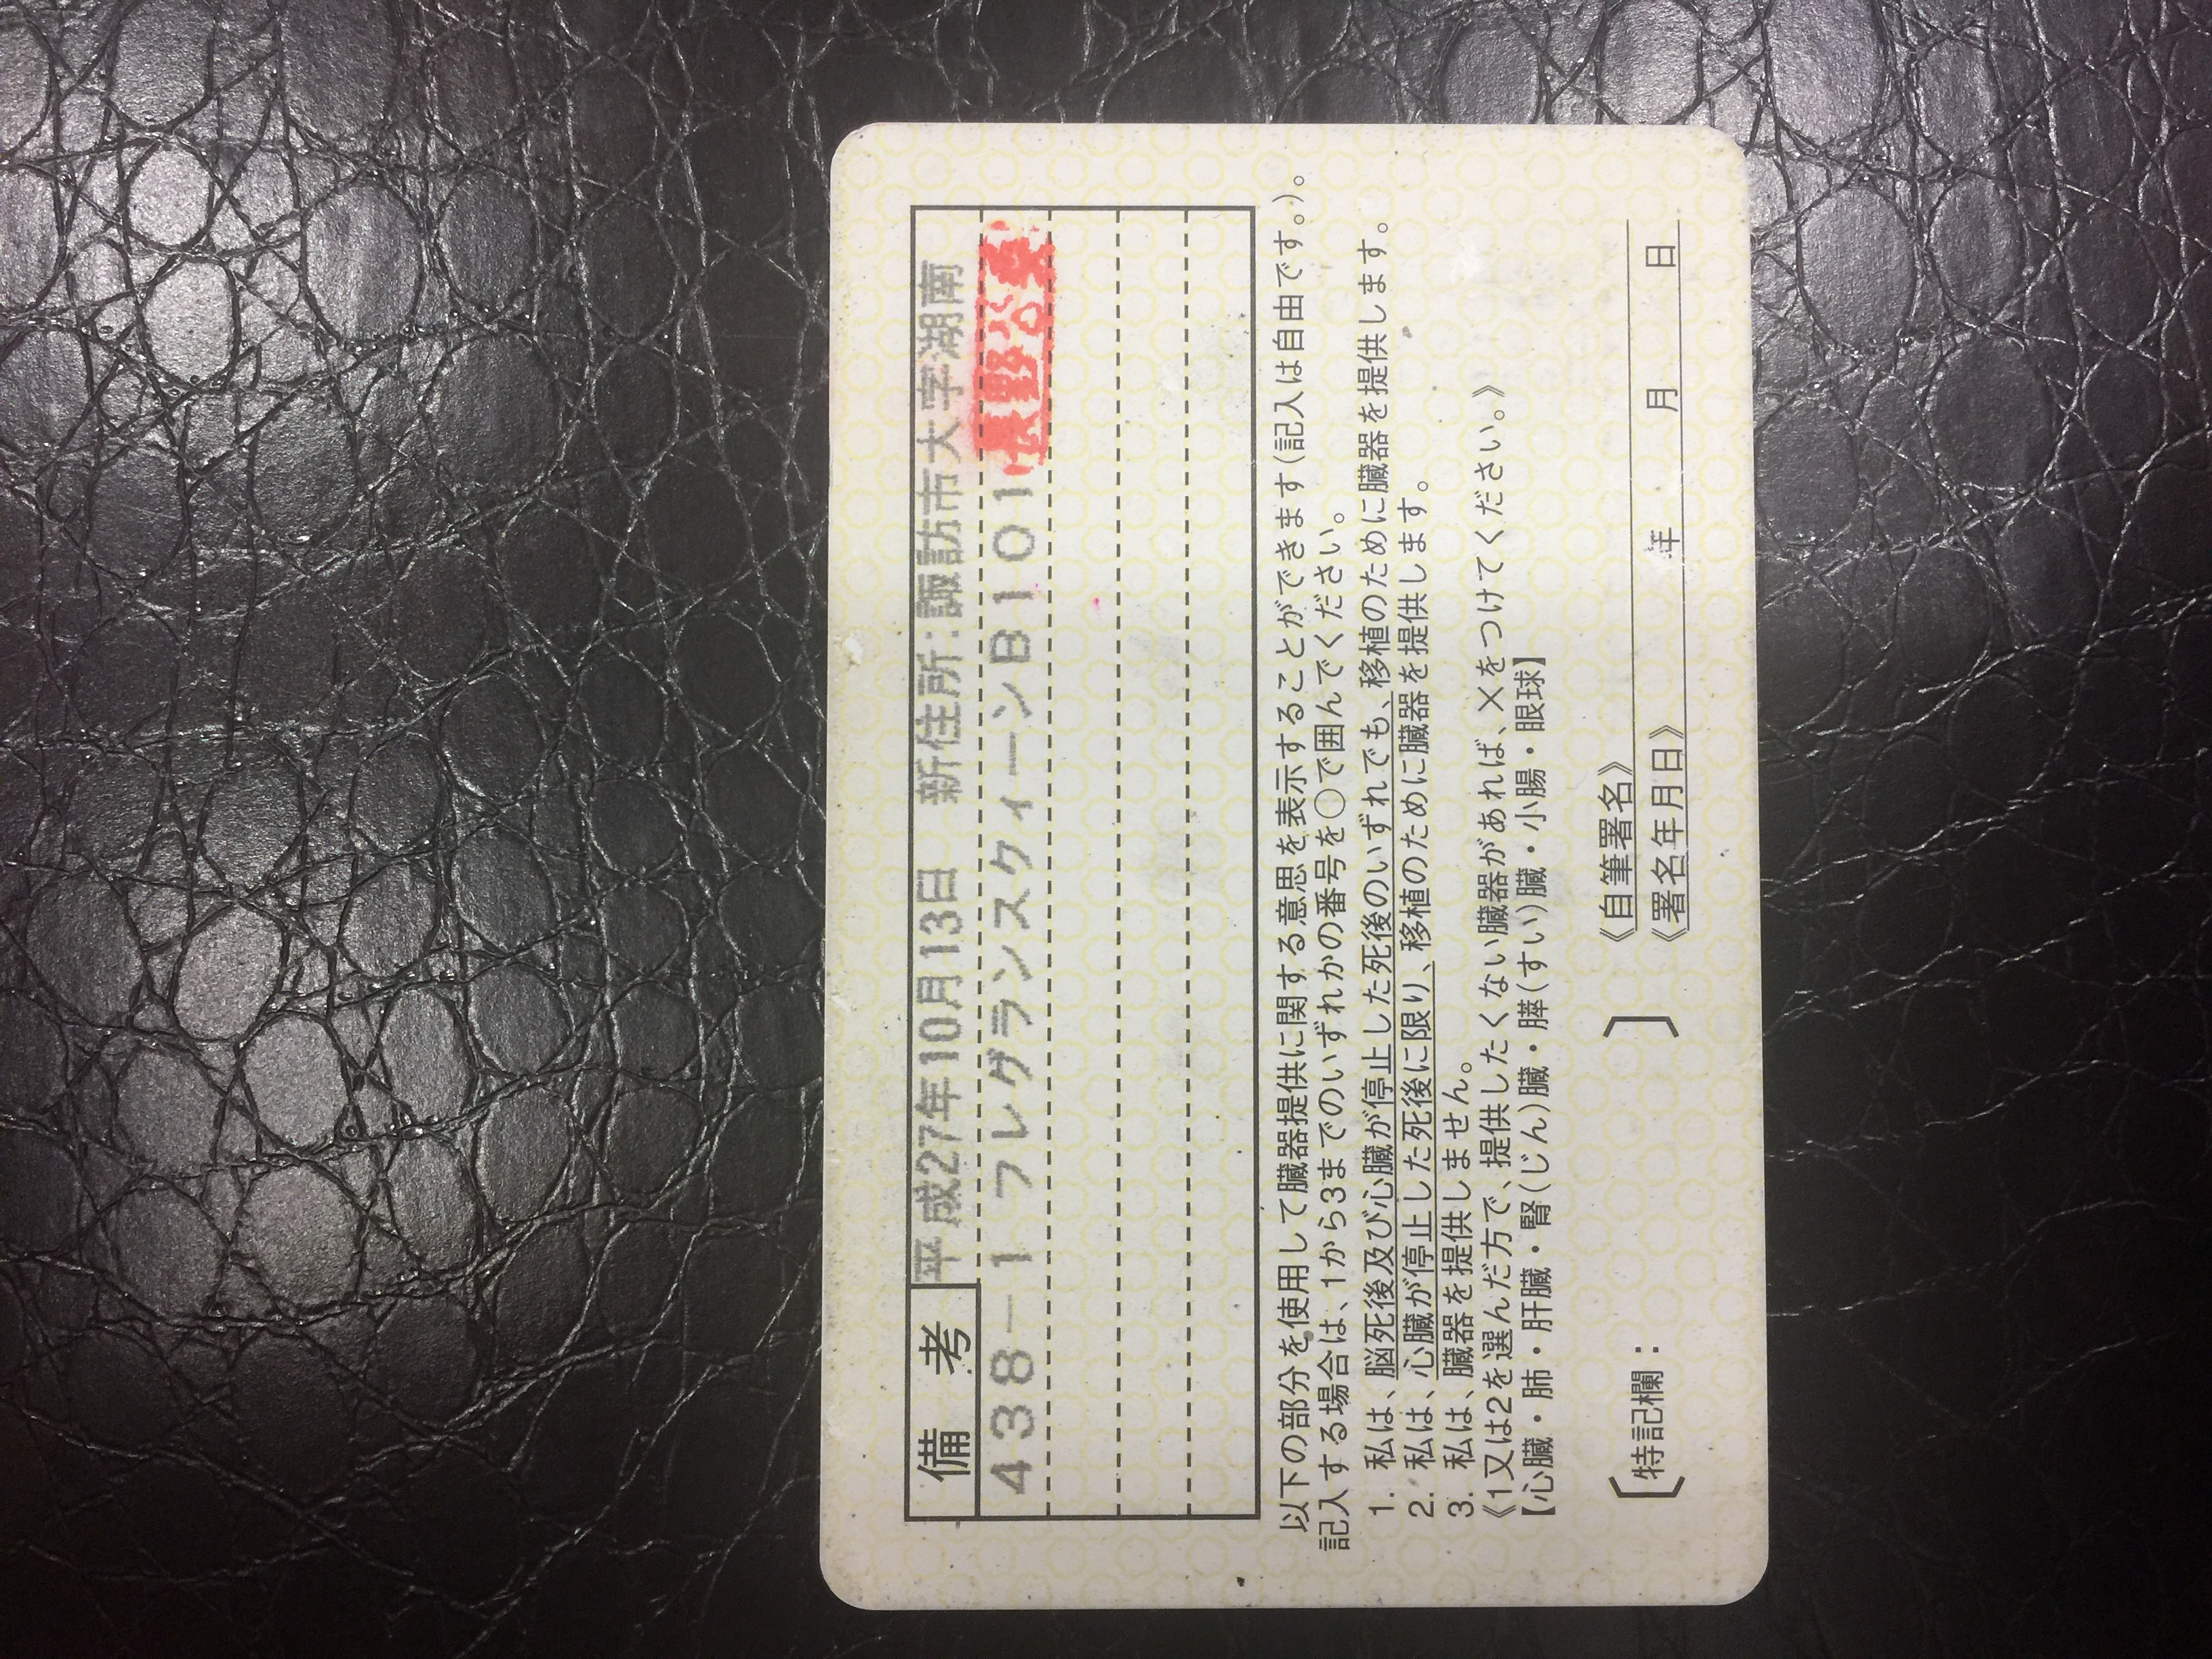 備考 平成27年10月13日 新住所:諏訪市大字湖南
438-1 フレグランスクィーンB101 長野公委
以下の部分を使用して臓器提供に関する意思を表示することができます(記入は自由です。)。
記入する場合は、1から3までのいずれかの番号を○で囲んでください。
1. 私は、脳死後及び心臓が停止した死後のいずれでも、移植のために臓器を提供します。
2. 私は、心臓が停止した死後に限り、移植のために臓器を提供します。
3. 私は、臓器を提供しません。
《1又は2を選んだ方で、提供したくない臓器があれば、×をつけてください。》
【心臓・肺・肝臓・腎(じん)臓・膵(すい)臓・小腸・眼球】
〔特記欄: 〕
《自筆署名》
《署名年月日》 年 月 日